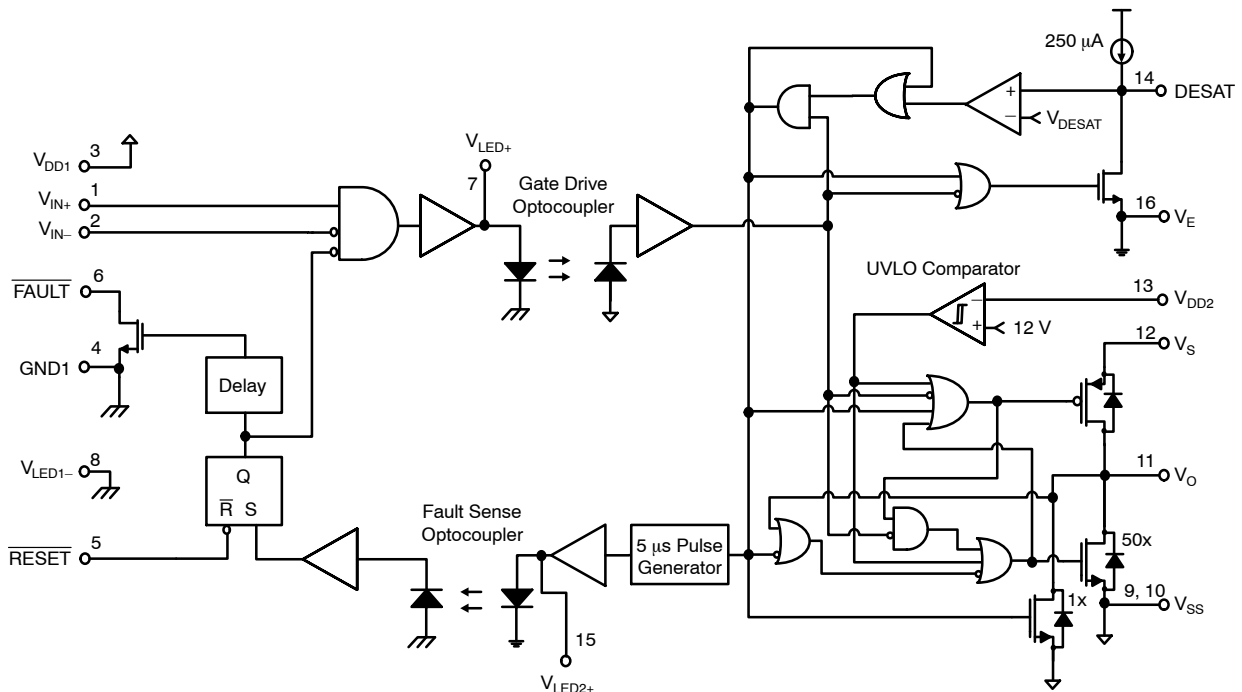 250 μA
14
DESAT
+
−
V_DESAT
V_LED+
7
Gate Drive
Optocoupler
3
V_DD1
1
V_IN+
2
V_IN−
16
V_E
6
FAULT
UVLO Comparator
13
V_DD2
−
+
12 V
12
V_S
4
GND1
Delay
8
V_LED1−
Q
R S
11
V_O
Fault Sense
Optocoupler
5
RESET
5 μs Pulse
Generator
50x
9, 10
V_SS
1x
15
V_LED2+